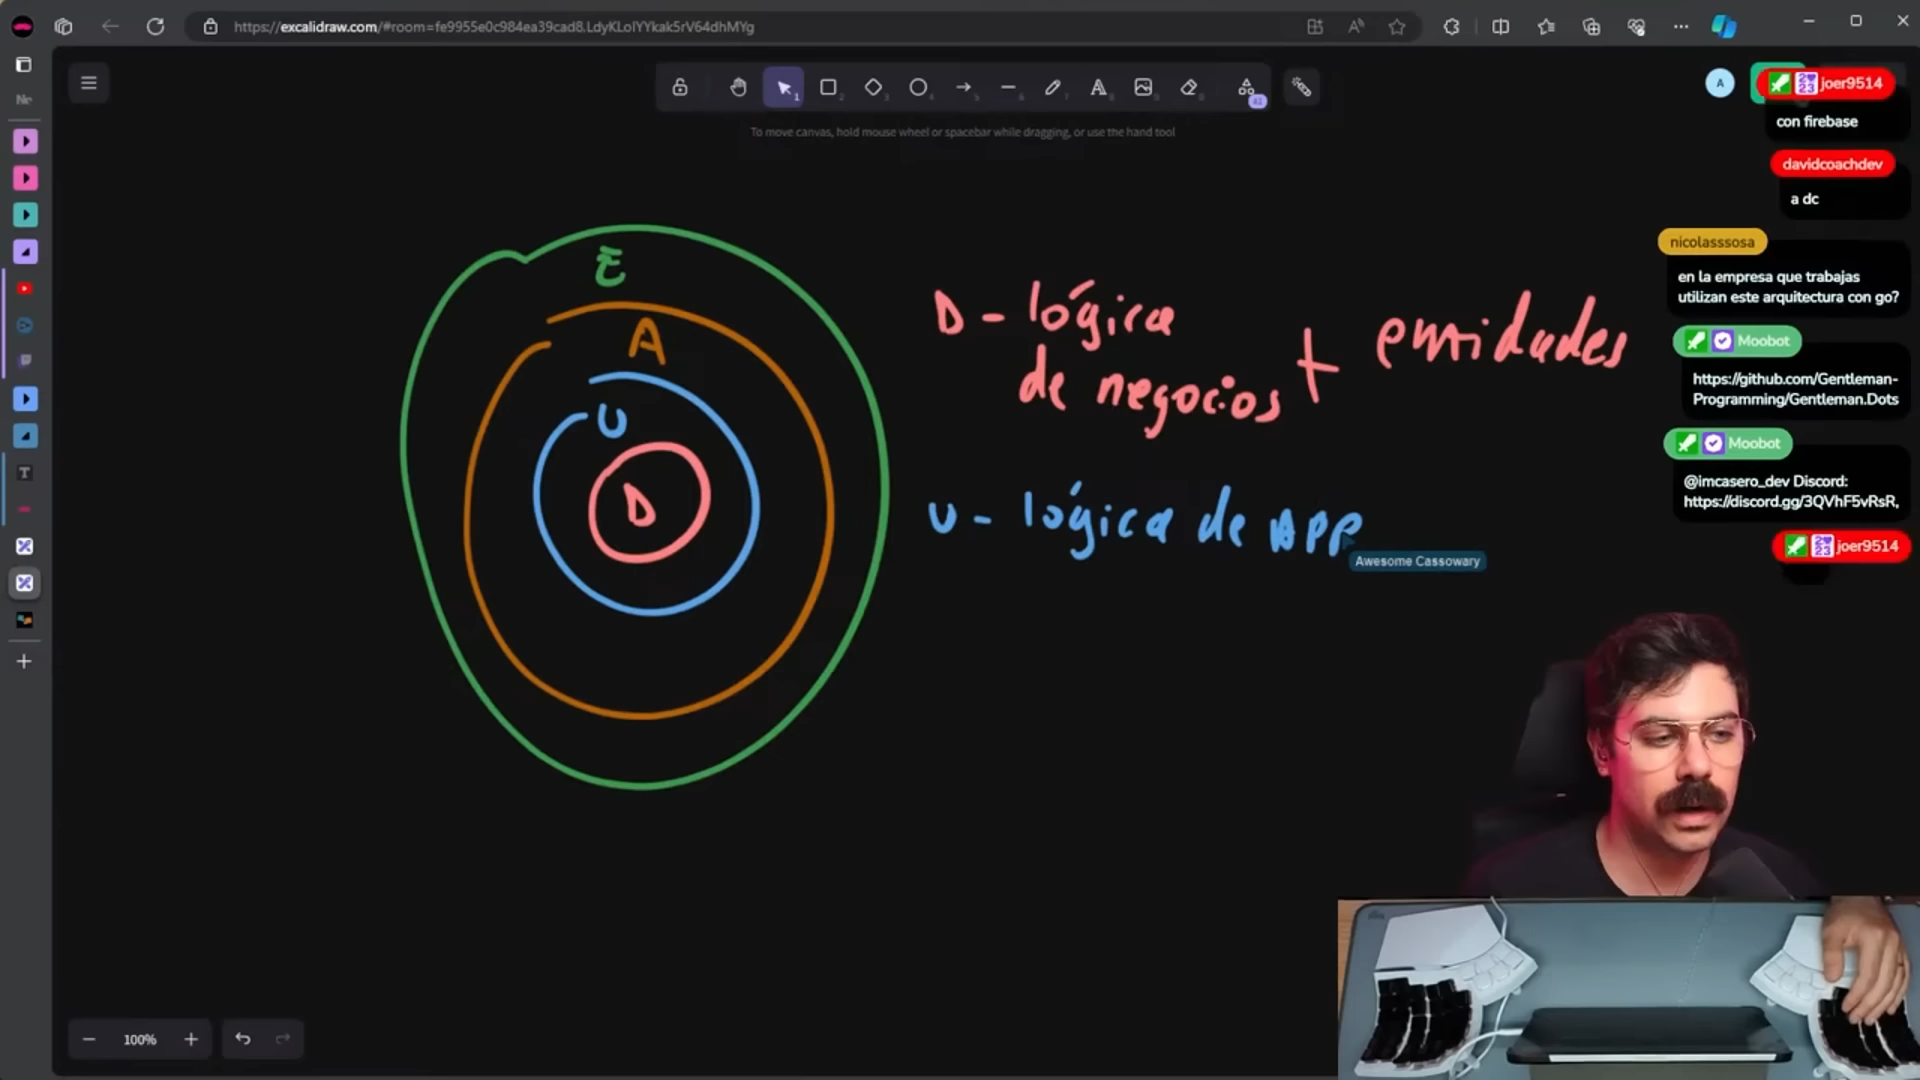 https://excalidraw.com/#room=fe9955e0c984ea39cad8,LdyKLolYYkak5rV64dhMYg
To move canvas, hold mouse wheel or spacebar while dragging, or use the hand tool
A
joer9514
con firebase
davidcoachdev
a dc
nicolasssosa
en la empresa que trabajas
utilizan este arquitectura con go?
Moobot
https://github.com/Gentleman-
Programming/Gentleman.Dots
Moobot
@imcasero_dev Discord:
https://discord.gg/3QVhF5vRsR,
joer9514
E
A
U
D
D - lógica
de negocios + entidades
U - lógica de APP
Awesome Cassowary
100%